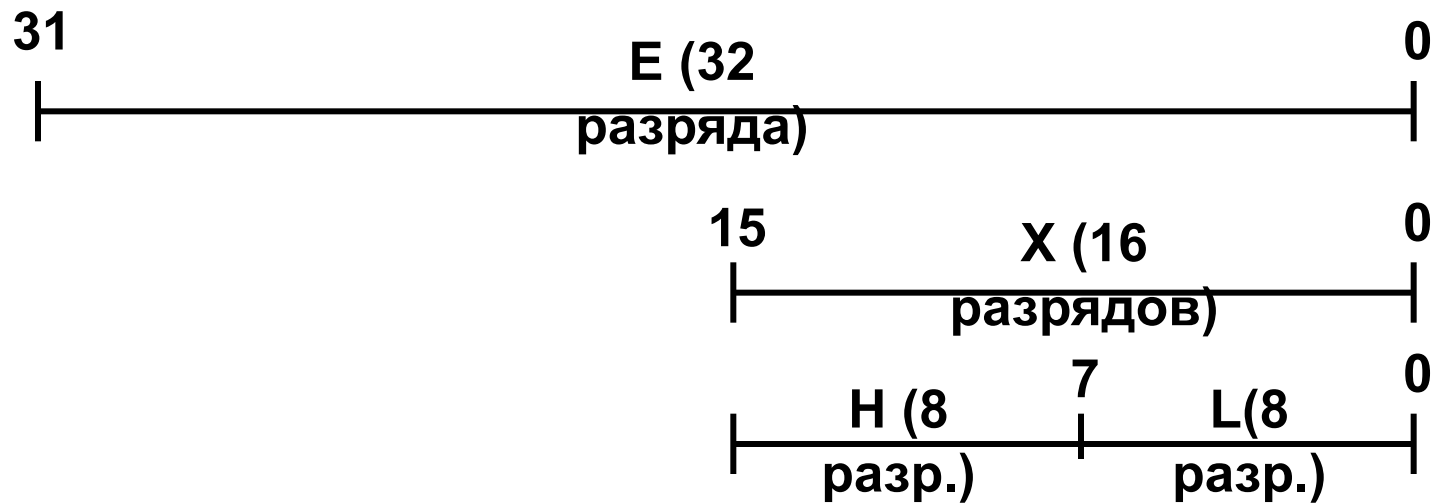 31
0
E (32
разряда)
15
0
X (16
разрядов)
7
0
H (8
L(8
разр.)
разр.)